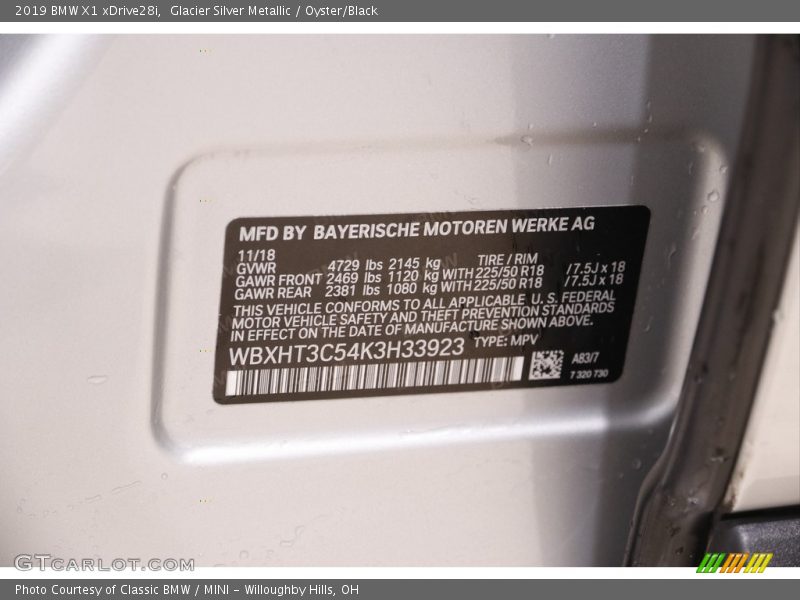 2019 BMW X1 xDrive28i, Glacier Silver Metallic / Oyster/Black
MFD BY BAYERISCHE MOTOREN WERKE AG
11/18
GVWR 4729 lbs 2145 kg TIRE / RIM
GAWR FRONT 2469 lbs 1120 kg WITH 225/50 R18 /7.5J x 18
GAWR REAR 2381 lbs 1080 kg WITH 225/50 R18 /7.5J x 18
THIS VEHICLE CONFORMS TO ALL APPLICABLE U. S. FEDERAL
MOTOR VEHICLE SAFETY AND THEFT PREVENTION STANDARDS
IN EFFECT ON THE DATE OF MANUFACTURE SHOWN ABOVE.
WBXHT3C54K3H33923 TYPE: MPV
A83/7
7 320 730
GTCARLOT.COM
Photo Courtesy of Classic BMW / MINI - Willoughby Hills, OH